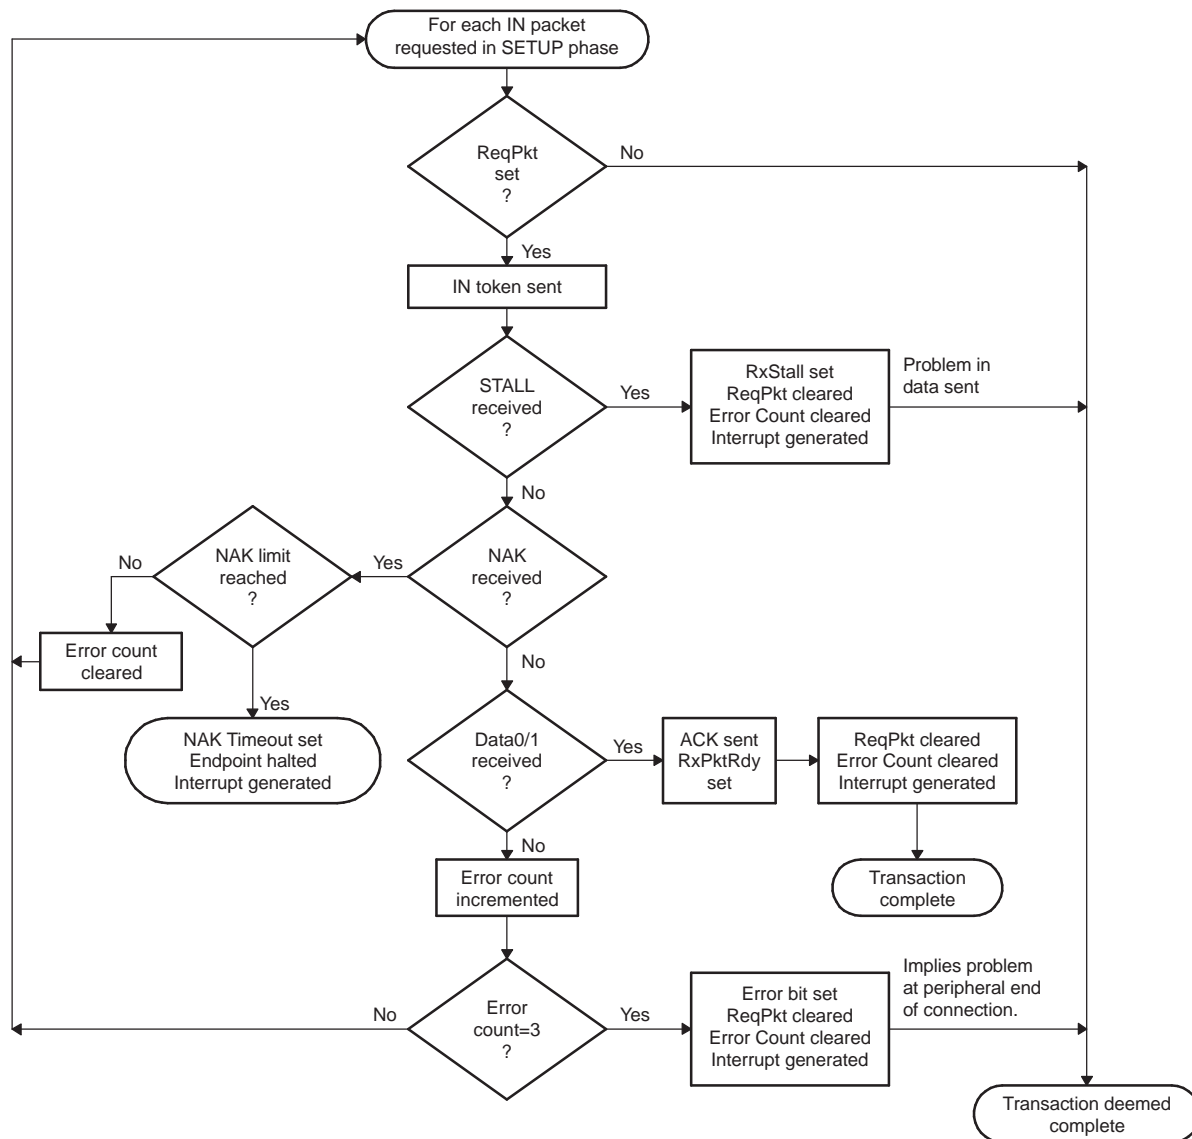 For each IN packet
requested in SETUP phase
ReqPkt
set
?
No
Yes
IN token sent
STALL
received
?
Yes
RxStall set
ReqPkt cleared
Error Count cleared
Interrupt generated
Problem in
data sent
No
NAK
received
?
Yes
NAK limit
reached
?
No
Error count
cleared
Yes
NAK Timeout set
Endpoint halted
Interrupt generated
No
Data0/1
received
?
Yes
ACK sent
RxPktRdy
set
ReqPkt cleared
Error Count cleared
Interrupt generated
Transaction
complete
No
Error count
incremented
Error
count=3
?
No
Yes
Error bit set
ReqPkt cleared
Error Count cleared
Interrupt generated
Implies problem
at peripheral end
of connection.
Transaction deemed
complete